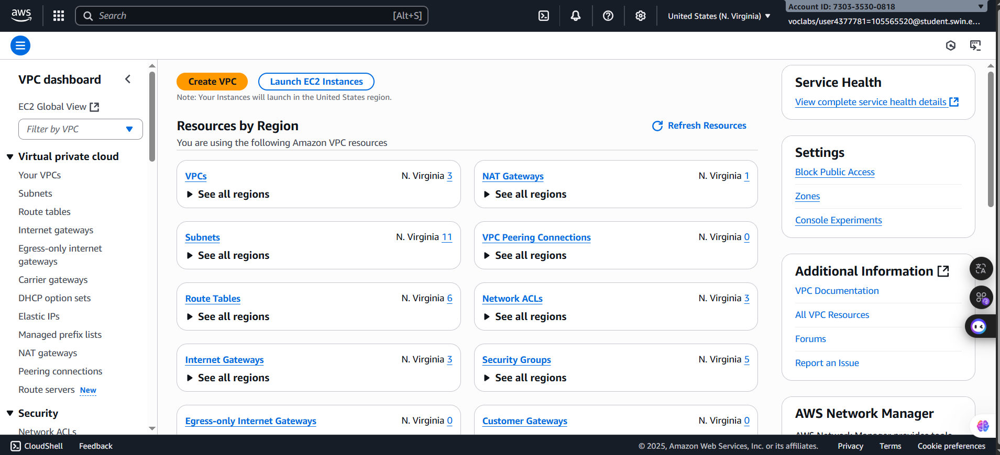 aws
Search
[Alt+S]
United States (N. Virginia)
Account ID: 7303-3530-0818
voclabs/user4377781=105565520@student.swin.e...
VPC dashboard
EC2 Global View
Filter by VPC
Virtual private cloud
Your VPCs
Subnets
Route tables
Internet gateways
Egress-only internet
gateways
Carrier gateways
DHCP option sets
Elastic IPs
Managed prefix lists
NAT gateways
Peering connections
Route servers New
Security
Network ACLs
Create VPC
Launch EC2 Instances
Note: Your Instances will launch in the United States region.
Resources by Region
Refresh Resources
You are using the following Amazon VPC resources
VPCs N. Virginia 3
See all regions
NAT Gateways N. Virginia 1
See all regions
Subnets N. Virginia 11
See all regions
VPC Peering Connections N. Virginia 0
See all regions
Route Tables N. Virginia 6
See all regions
Network ACLs N. Virginia 3
See all regions
Internet Gateways N. Virginia 3
See all regions
Security Groups N. Virginia 5
See all regions
Egress-only Internet Gateways N. Virginia 0
Customer Gateways N. Virginia 0
Service Health
View complete service health details
Settings
Block Public Access
Zones
Console Experiments
Additional Information
VPC Documentation
All VPC Resources
Forums
Report an Issue
AWS Network Manager
AWS Network Manager provides tools
CloudShell
Feedback
© 2025, Amazon Web Services, Inc. or its affiliates.
Privacy
Terms
Cookie preferences